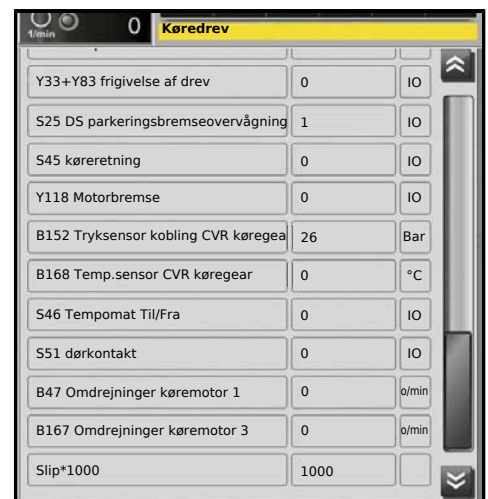 1/min 0 Køredrev
Y33+Y83 frigivelse af drev 0 IO
S25 DS parkeringsbremseovervågning 1 IO
S45 køreretning 0 IO
Y118 Motorbremse 0 IO
B152 Tryksensor kobling CVR køregea 26 Bar
B168 Temp.sensor CVR køregear 0 °C
S46 Tempomat Til/Fra 0 IO
S51 dørkontakt 0 IO
B47 Omdrejninger køremotor 1 0 o/min
B167 Omdrejninger køremotor 3 0 o/min
Slip*1000 1000